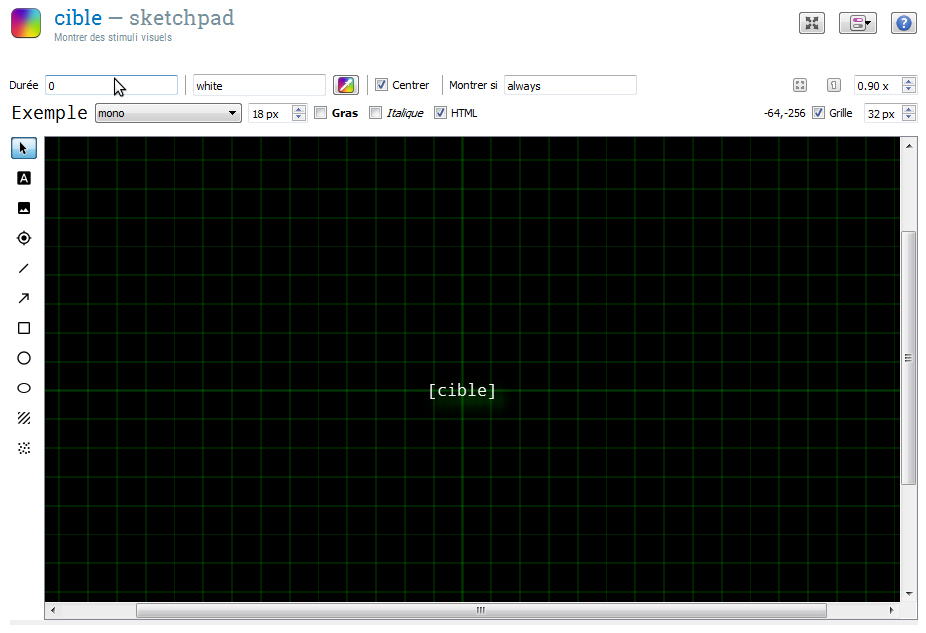 cible — sketchpad
Montrer des stimuli visuels
Durée 0 white Centrer Montrer si always 0.90 x
Exemple mono 18 px Gras Italique HTML -64,-256 Grille 32 px
A
[cible]